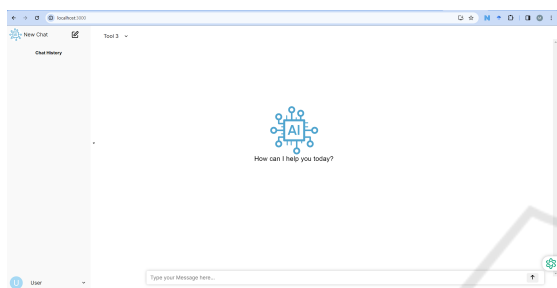 localhost:3000
New Chat
Tool 3
Chat History
AI
How can I help you today?
Type your Message here...
U
User